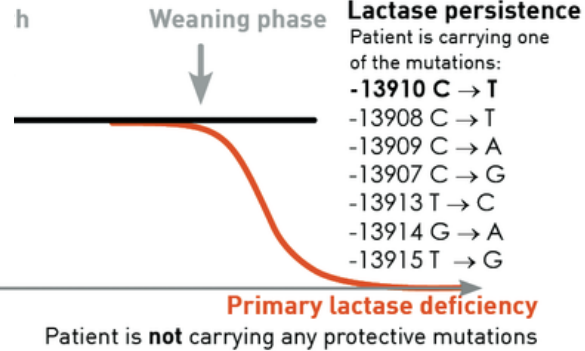 h
Weaning phase
Lactase persistence
Patient is carrying one
of the mutations:
-13910 C → T
-13908 C → T
-13909 C → A
-13907 C → G
-13913 T → C
-13914 G → A
-13915 T → G
Primary lactase deficiency
Patient is not carrying any protective mutations